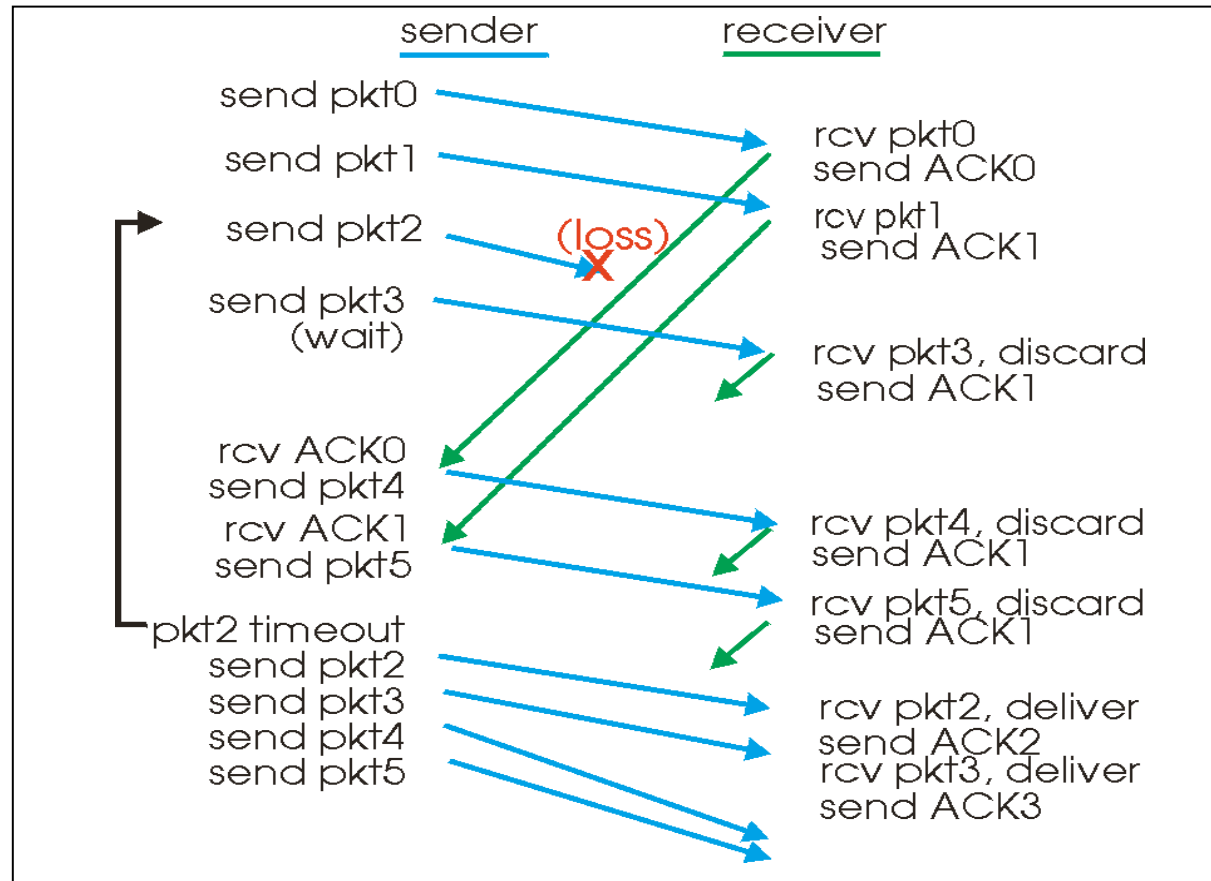 sender
receiver
send pkt0
send pkt1
send pkt2
(loss)
X
send pkt3
(wait)
rcv ACK0
send pkt4
rcv ACK1
send pkt5
pkt2 timeout
send pkt2
send pkt3
send pkt4
send pkt5
rcv pkt0
send ACK0
rcv pkt1
send ACK1
rcv pkt3, discard
send ACK1
rcv pkt4, discard
send ACK1
rcv pkt5, discard
send ACK1
rcv pkt2, deliver
send ACK2
rcv pkt3, deliver
send ACK3